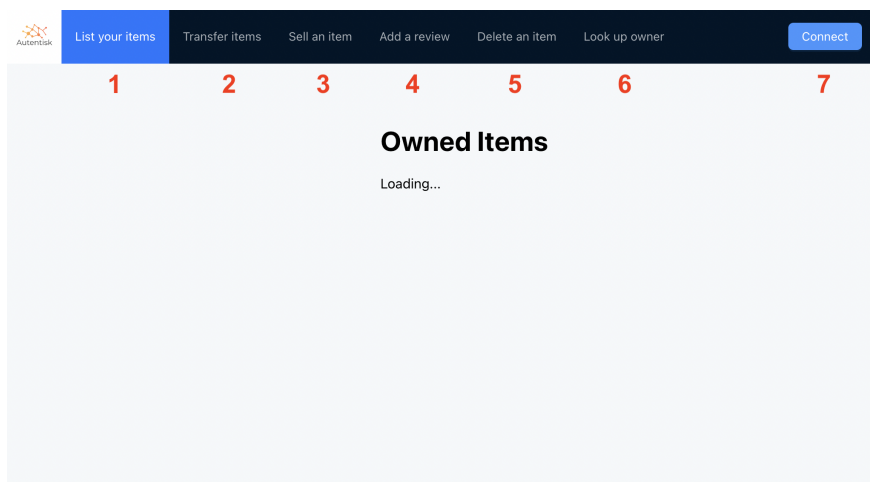 Autentisk
List your items Transfer items Sell an item Add a review Delete an item Look up owner Connect
1 2 3 4 5 6 7
Owned Items
Loading...